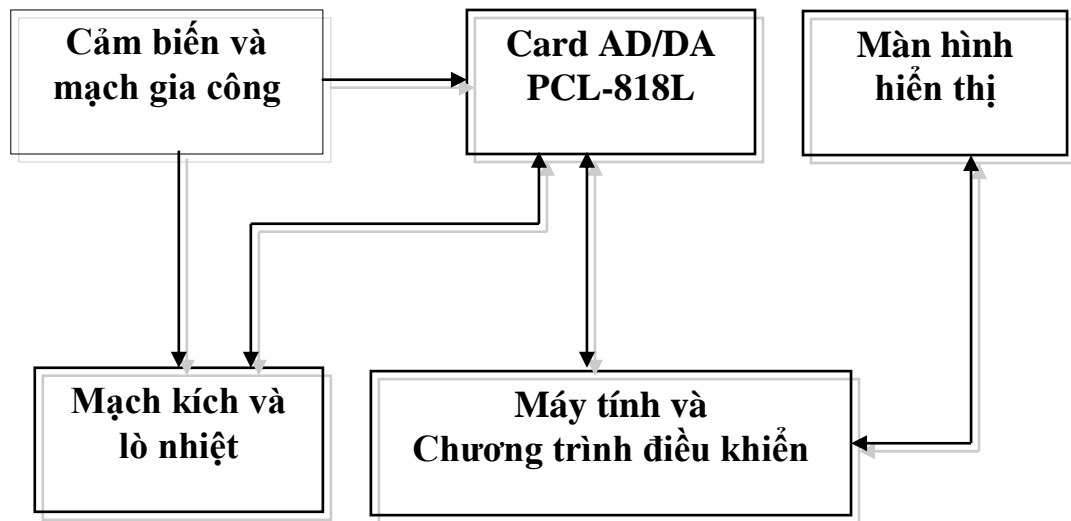 Cảm biến và
mạch gia công
Card AD/DA
PCL-818L
Màn hình
hiển thị
Mạch kích và
lò nhiệt
Máy tính và
Chương trình điều khiển